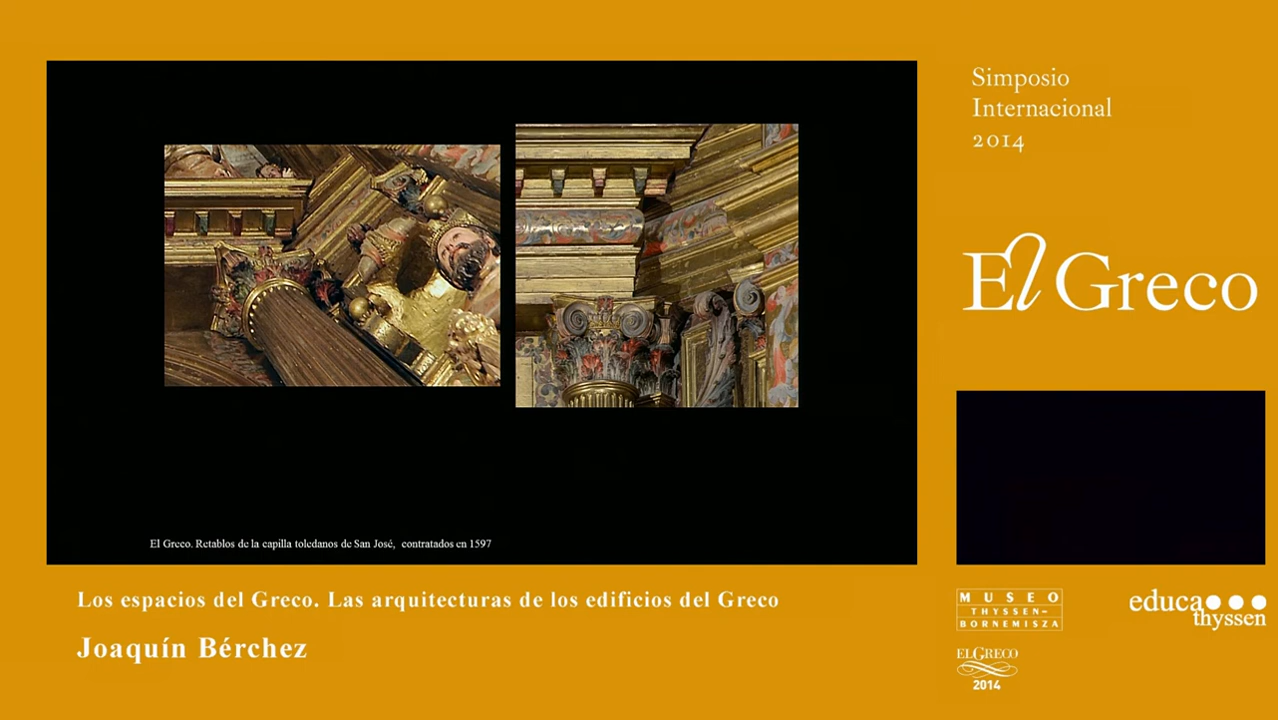 Simposio
Internacional
2014
El Greco
El Greco. Retablos de la capilla toledanos de San José, contratados en 1597
Los espacios del Greco. Las arquitecturas de los edificios del Greco
Joaquín Bérchez
MUSEO
THYSSEN-
BORNEMISZA
educa
thyssen
EL GRECO
2014